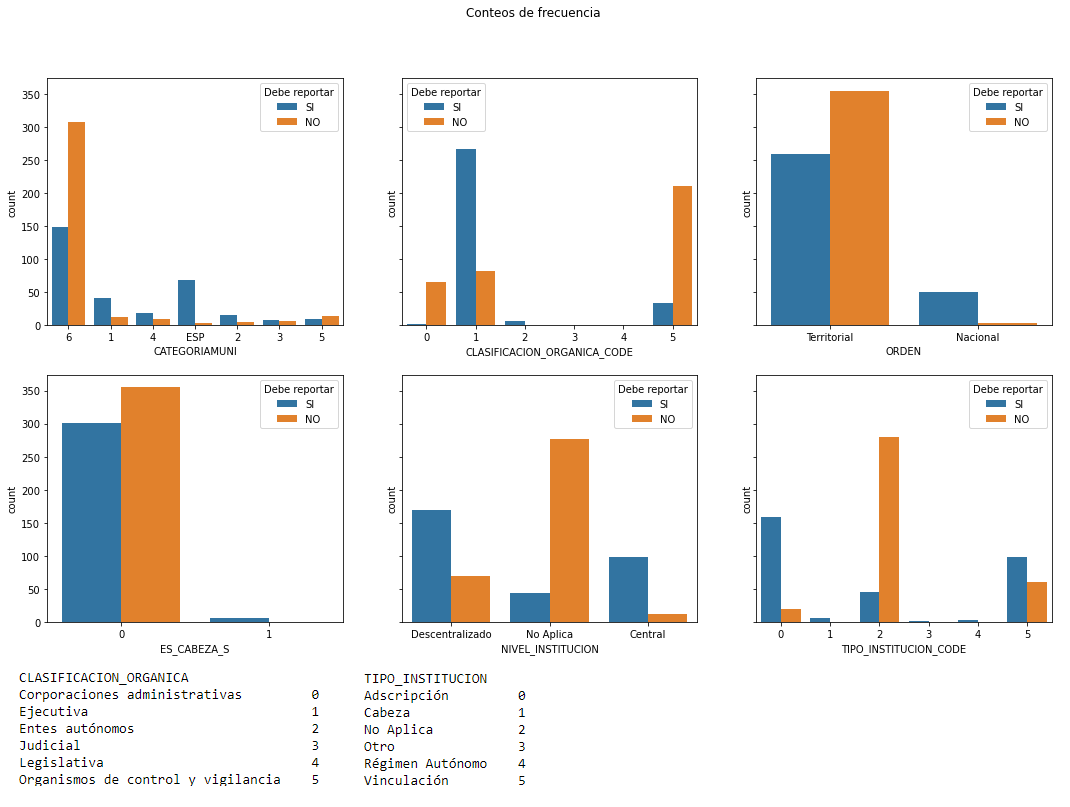 Conteos de frecuencia
350
300
250
200
150
100
50
0
count
Debe reportar
SI
NO
6 1 4 ESP 2 3 5
CATEGORIAMUNI
count
Debe reportar
SI
NO
0 1 2 3 4 5
CLASIFICACION_ORGANICA_CODE
count
Debe reportar
SI
NO
Territorial Nacional
ORDEN
350
300
250
200
150
100
50
0
count
Debe reportar
SI
NO
0 1
ES_CABEZA_S
count
Debe reportar
SI
NO
Descentralizado No Aplica Central
NIVEL_INSTITUCION
count
Debe reportar
SI
NO
0 1 2 3 4 5
TIPO_INSTITUCION_CODE
CLASIFICACION_ORGANICA
Corporaciones administrativas 0
Ejecutiva 1
Entes autónomos 2
Judicial 3
Legislativa 4
Organismos de control y vigilancia 5
TIPO_INSTITUCION
Adscripción 0
Cabeza 1
No Aplica 2
Otro 3
Régimen Autónomo 4
Vinculación 5